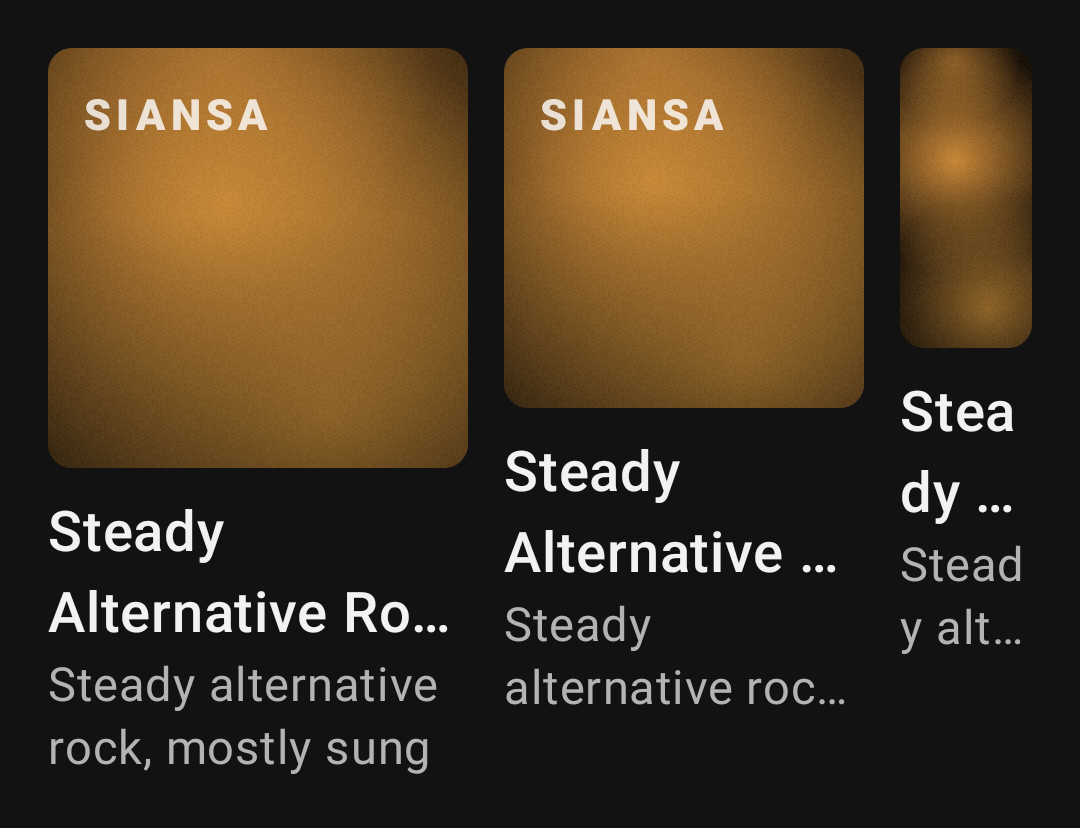 SIANSA
Steady
Alternative Ro…
Steady alternative
rock, mostly sung
SIANSA
Steady
Alternative …
Steady
alternative roc…
Stea
dy …
Stead
y alt…